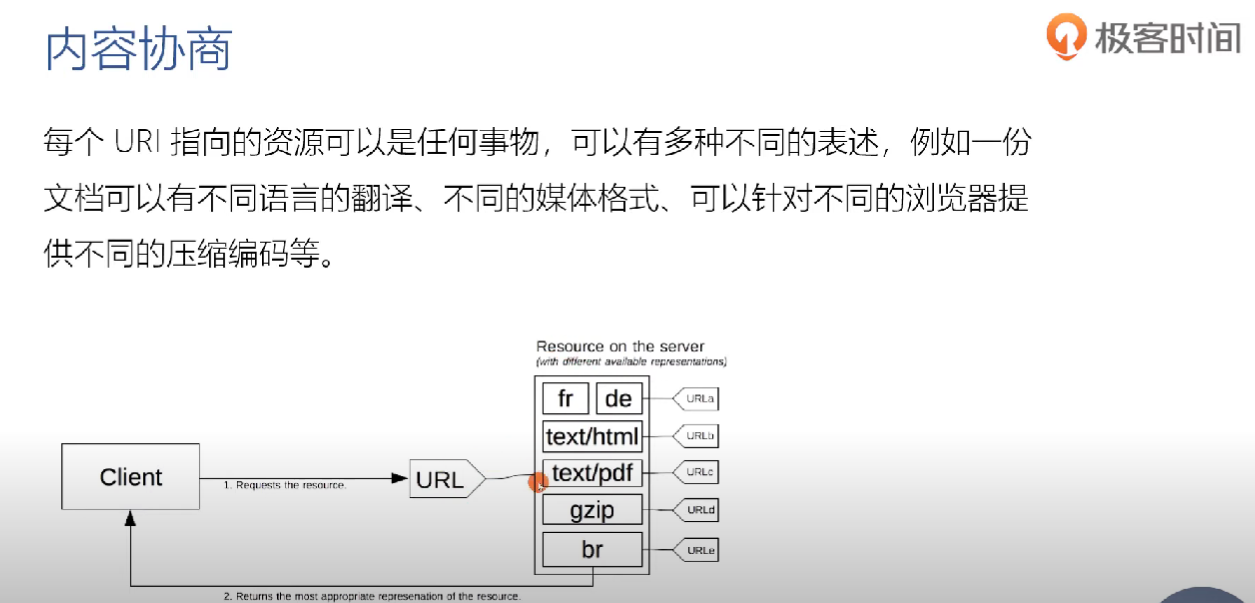 内容协商
极客时间
每个 URI 指向的资源可以是任何事物，可以有多种不同的表述，例如一份
文档可以有不同语言的翻译、不同的媒体格式、可以针对不同的浏览器提
供不同的压缩编码等。
Resource on the server
(with different available representations)
fr
de
URLa
text/html
URLb
Client
1. Requests the resource.
URL
text/pdf
URLc
gzip
URLd
br
URLe
2. Returns the most appropriate represenation of the resource.